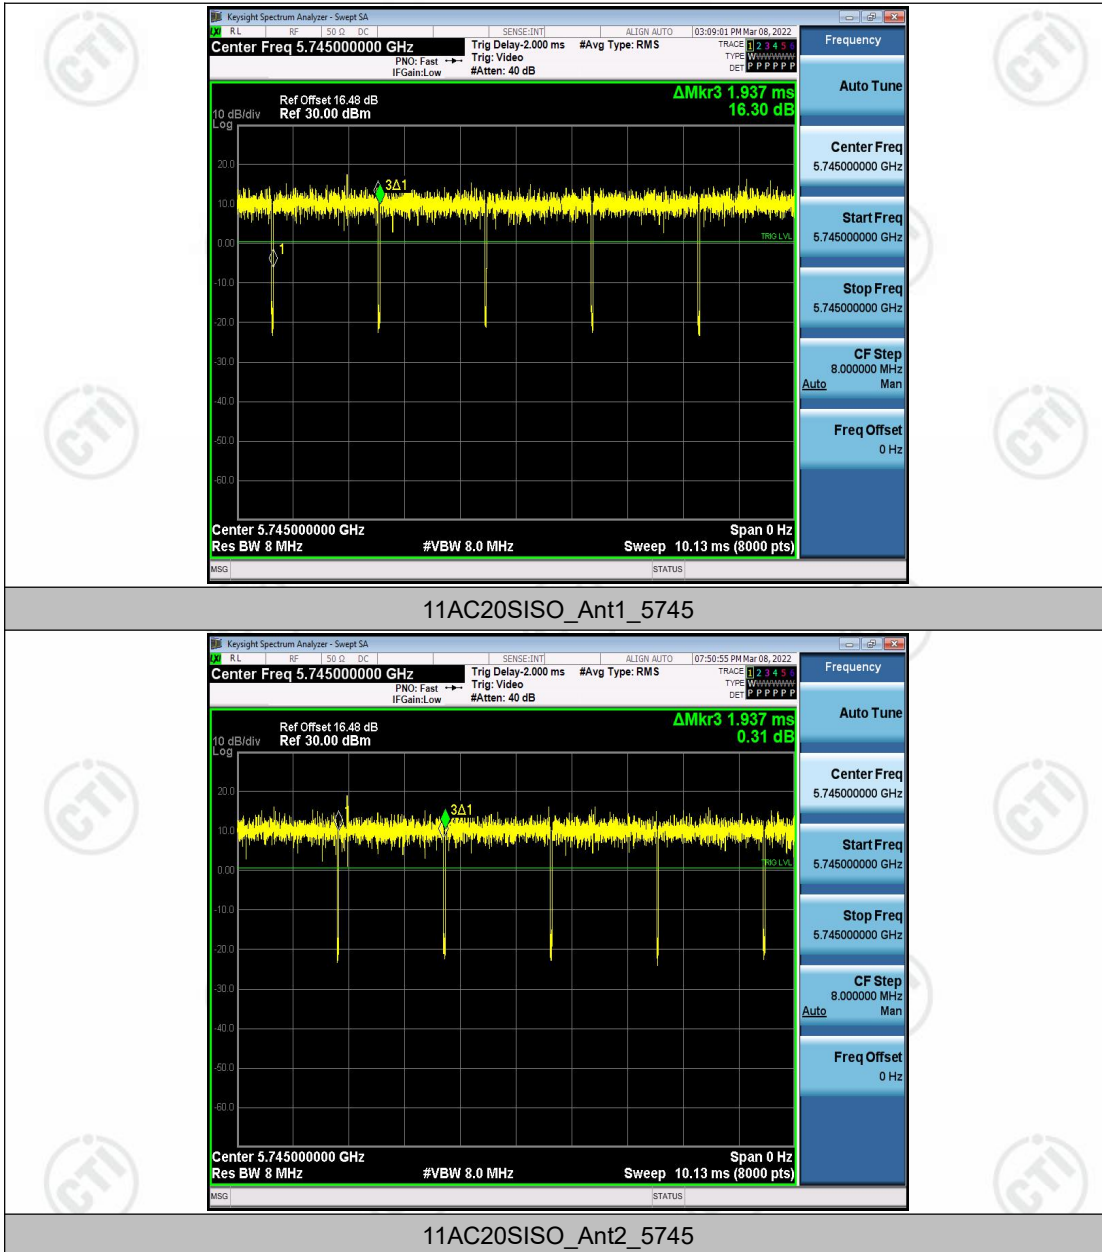 Keysight Spectrum Analyzer - Swept SA
LXI RL RF 50 Ω DC SENSE:INT ALIGN AUTO 03:09:01 PM Mar 08, 2022
Center Freq 5.745000000 GHz
PNO: Fast
IFGain:Low
Trig Delay-2.000 ms
Trig: Video
#Atten: 40 dB
#Avg Type: RMS
TRACE 1 2 3 4 5 6
TYPE W
DET P P P P P P
Frequency
ΔMkr3 1.937 ms
16.30 dB
Ref Offset 16.48 dB
10 dB/div Ref 30.00 dBm
Log
20.0
10.0
0.00
-10.0
-20.0
-30.0
-40.0
-50.0
-60.0
1
3Δ1
TRIG LVL
Center 5.745000000 GHz Span 0 Hz
Res BW 8 MHz #VBW 8.0 MHz Sweep 10.13 ms (8000 pts)
MSG STATUS
Auto Tune
Center Freq
5.745000000 GHz
Start Freq
5.745000000 GHz
Stop Freq
5.745000000 GHz
CF Step
8.000000 MHz
Auto Man
Freq Offset
0 Hz
11AC20SISO_Ant1_5745
Keysight Spectrum Analyzer - Swept SA
LXI RL RF 50 Ω DC SENSE:INT ALIGN AUTO 07:50:55 PM Mar 08, 2022
Center Freq 5.745000000 GHz
PNO: Fast
IFGain:Low
Trig Delay-2.000 ms
Trig: Video
#Atten: 40 dB
#Avg Type: RMS
TRACE 1 2 3 4 5 6
TYPE W
DET P P P P P P
Frequency
ΔMkr3 1.937 ms
0.31 dB
Ref Offset 16.48 dB
10 dB/div Ref 30.00 dBm
Log
20.0
10.0
0.00
-10.0
-20.0
-30.0
-40.0
-50.0
-60.0
1
3Δ1
TRIG LVL
Center 5.745000000 GHz Span 0 Hz
Res BW 8 MHz #VBW 8.0 MHz Sweep 10.13 ms (8000 pts)
MSG STATUS
Auto Tune
Center Freq
5.745000000 GHz
Start Freq
5.745000000 GHz
Stop Freq
5.745000000 GHz
CF Step
8.000000 MHz
Auto Man
Freq Offset
0 Hz
11AC20SISO_Ant2_5745
CTI
CTI
CTI
CTI
CTI
CTI
CTI
CTI